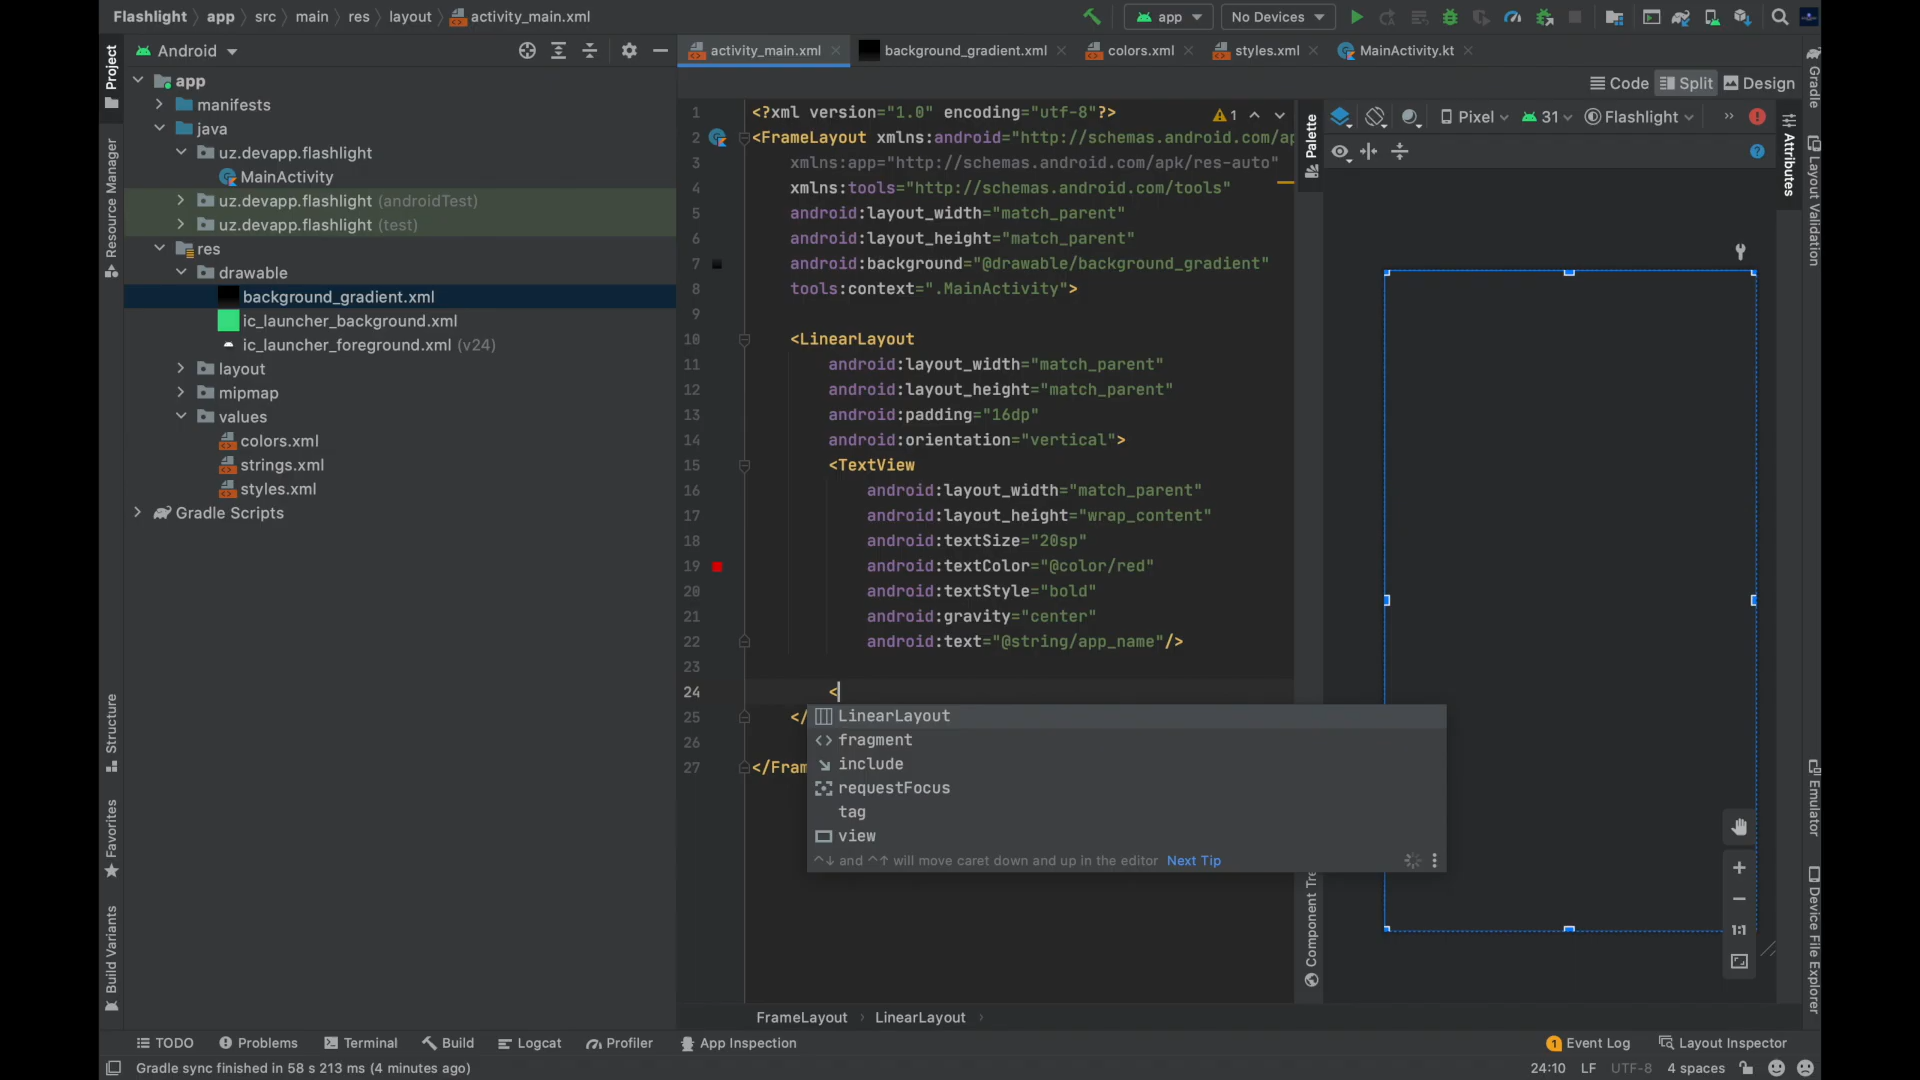 Flashlight
app
src
main
res
layout
activity_main.xml
app
No Devices
Project
Android
activity_main.xml
background_gradient.xml
colors.xml
styles.xml
MainActivity.kt
Gradle
Code
Split
Design
app
manifests
java
uz.devapp.flashlight
MainActivity
uz.devapp.flashlight (androidTest)
uz.devapp.flashlight (test)
res
drawable
background_gradient.xml
ic_launcher_background.xml
ic_launcher_foreground.xml (v24)
layout
mipmap
values
colors.xml
strings.xml
styles.xml
Gradle Scripts
Resource Manager
Structure
Favorites
Build Variants
1 <?xml version="1.0" encoding="utf-8"?>
1
2 <FrameLayout xmlns:android="http://schemas.android.com/ap
3 xmlns:app="http://schemas.android.com/apk/res-auto"
4 xmlns:tools="http://schemas.android.com/tools"
5 android:layout_width="match_parent"
6 android:layout_height="match_parent"
7 android:background="@drawable/background_gradient"
8 tools:context=".MainActivity">
9
10 <LinearLayout
11 android:layout_width="match_parent"
12 android:layout_height="match_parent"
13 android:padding="16dp"
14 android:orientation="vertical">
15 <TextView
16 android:layout_width="match_parent"
17 android:layout_height="wrap_content"
18 android:textSize="20sp"
19 android:textColor="@color/red"
20 android:textStyle="bold"
21 android:gravity="center"
22 android:text="@string/app_name"/>
23
24 <
25 </
26
27 </Fram
LinearLayout
fragment
include
requestFocus
tag
view
^↓ and ^↑ will move caret down and up in the editor Next Tip
Palette
Component Tre
Pixel
31
Flashlight
Attributes
Layout Validation
Emulator
Device File Explorer
1:1
FrameLayout
LinearLayout
TODO
Problems
Terminal
Build
Logcat
Profiler
App Inspection
1 Event Log
Layout Inspector
Gradle sync finished in 58 s 213 ms (4 minutes ago)
24:10
LF
UTF-8
4 spaces